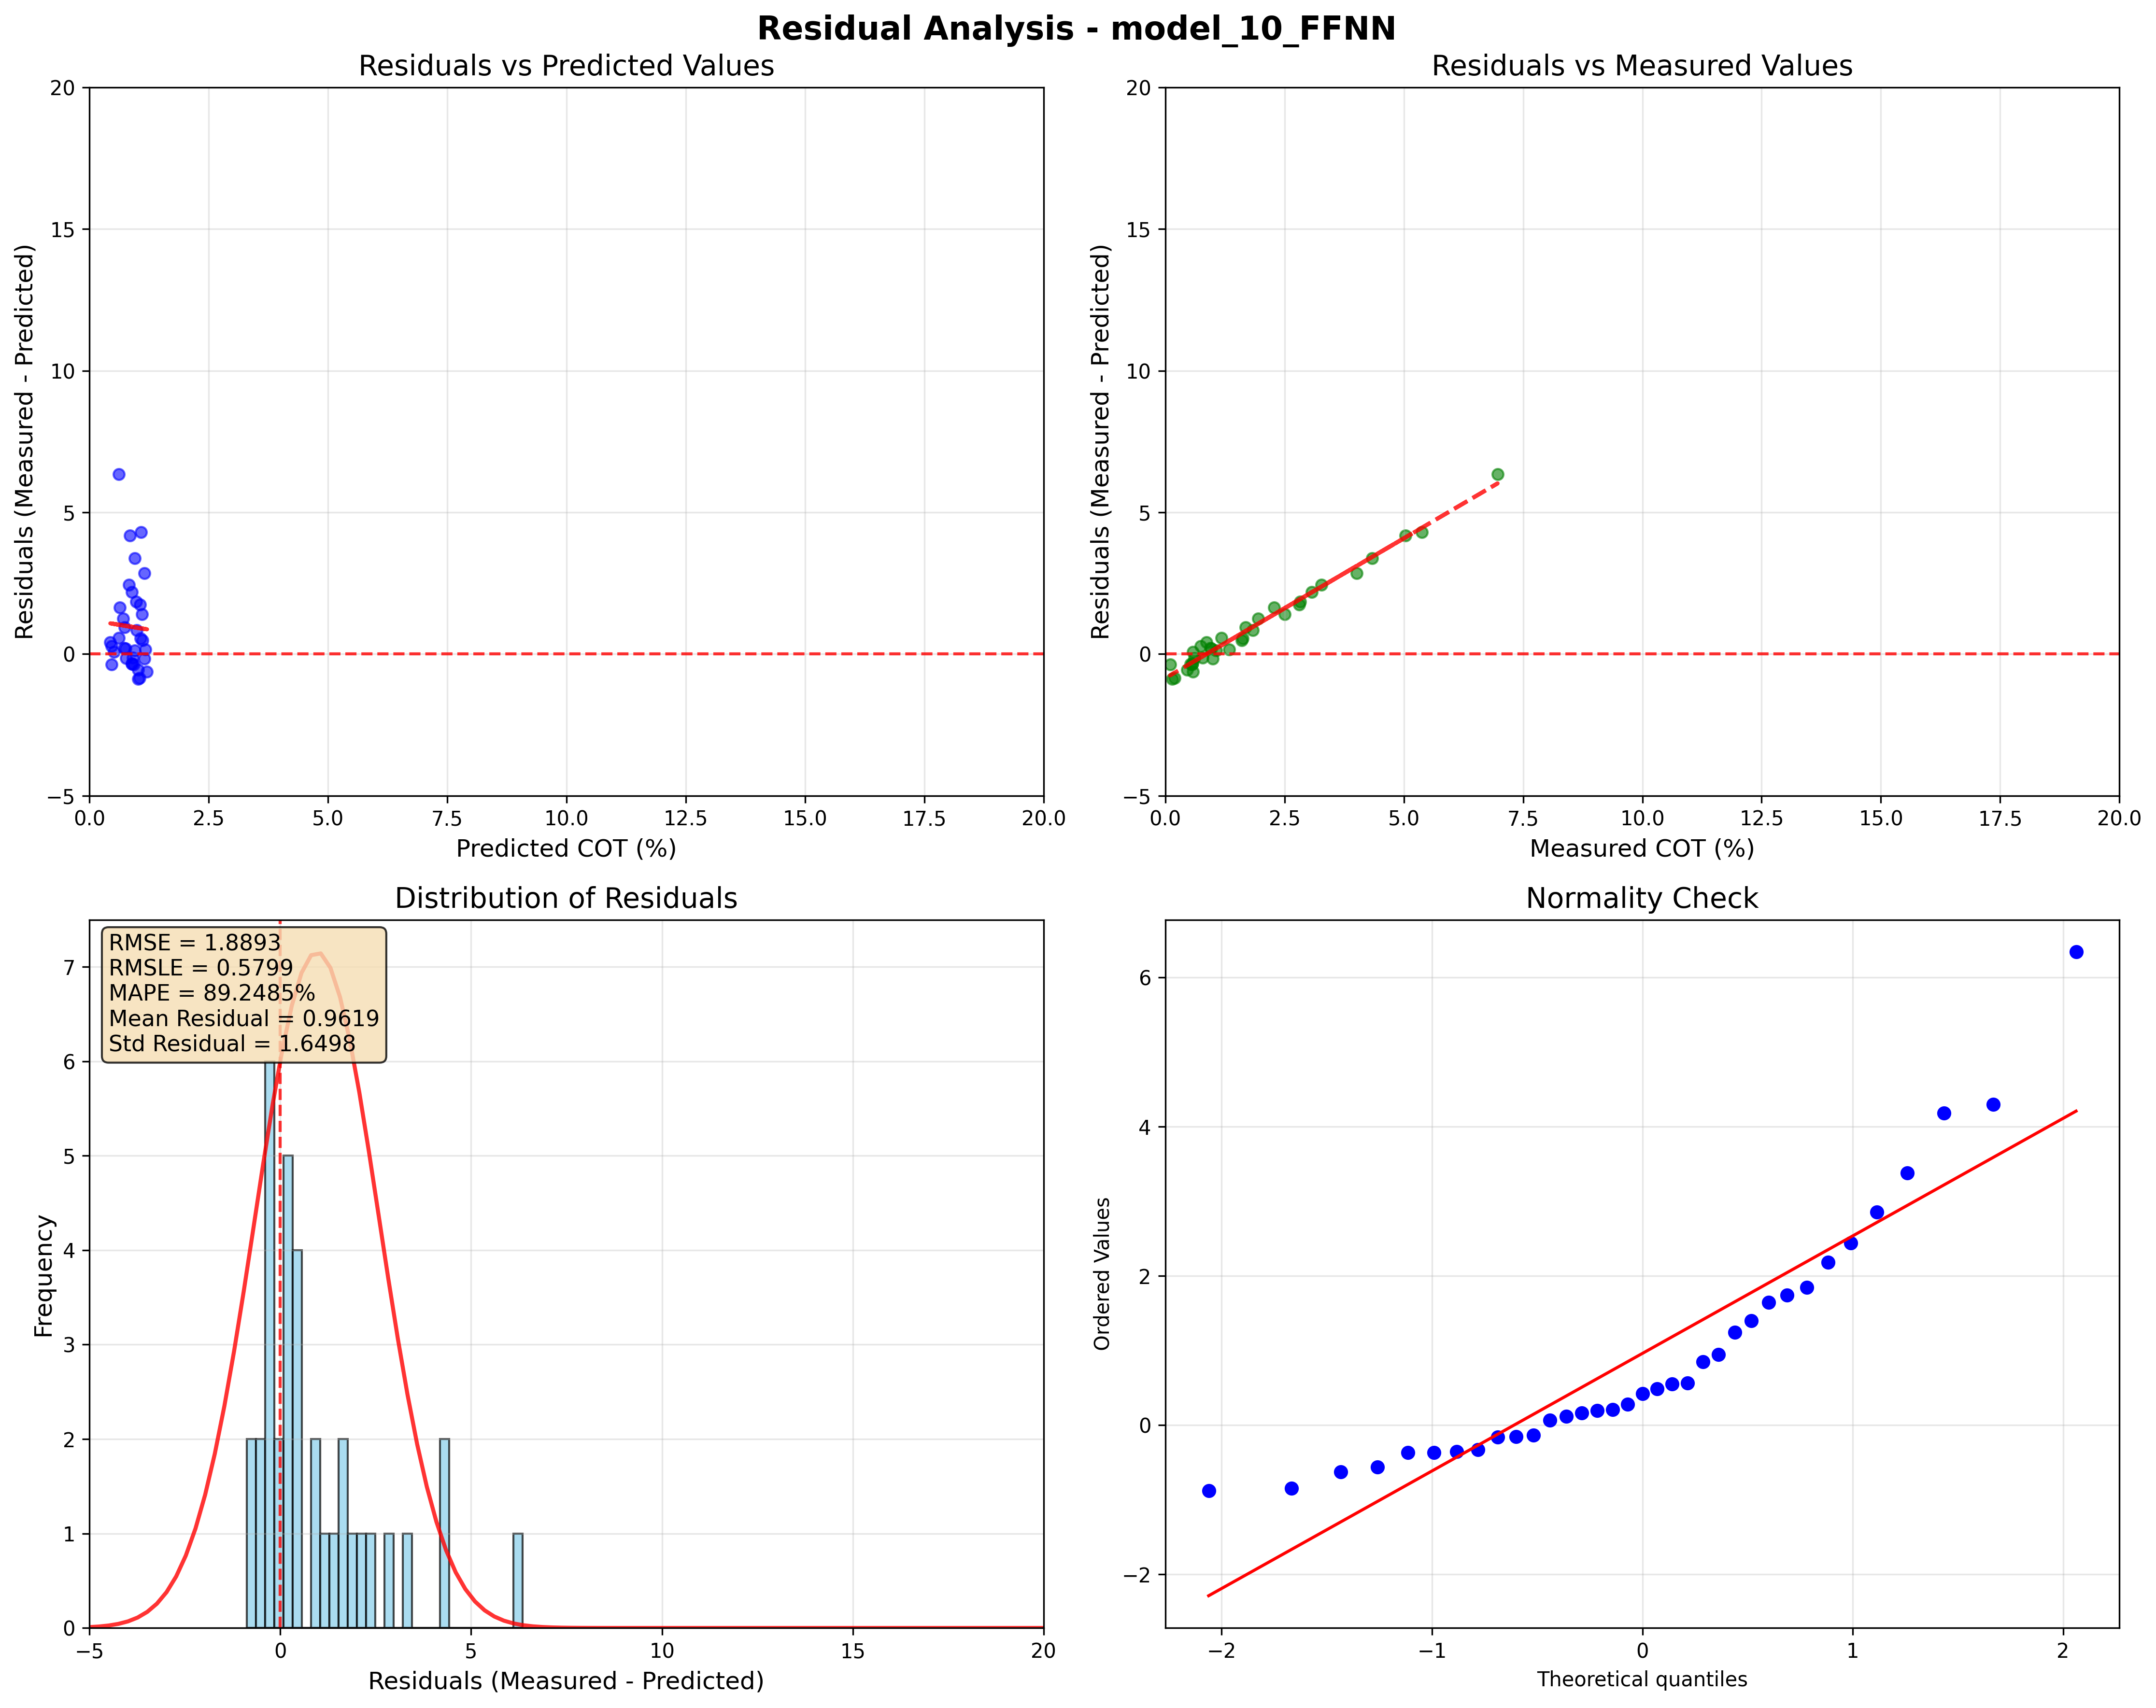 Residual Analysis - model_10_FFNN
Residuals vs Predicted Values
20
15
10
5
0
−5
0.0 2.5 5.0 7.5 10.0 12.5 15.0 17.5 20.0
Residuals (Measured - Predicted)
Predicted COT (%)
Residuals vs Measured Values
20
15
10
5
0
−5
0.0 2.5 5.0 7.5 10.0 12.5 15.0 17.5 20.0
Residuals (Measured - Predicted)
Measured COT (%)
Distribution of Residuals
RMSE = 1.8893
RMSLE = 0.5799
MAPE = 89.2485%
Mean Residual = 0.9619
Std Residual = 1.6498
7
6
5
4
3
2
1
0
−5 0 5 10 15 20
Frequency
Residuals (Measured - Predicted)
Normality Check
6
4
2
0
−2
−2 −1 0 1 2
Ordered Values
Theoretical quantiles